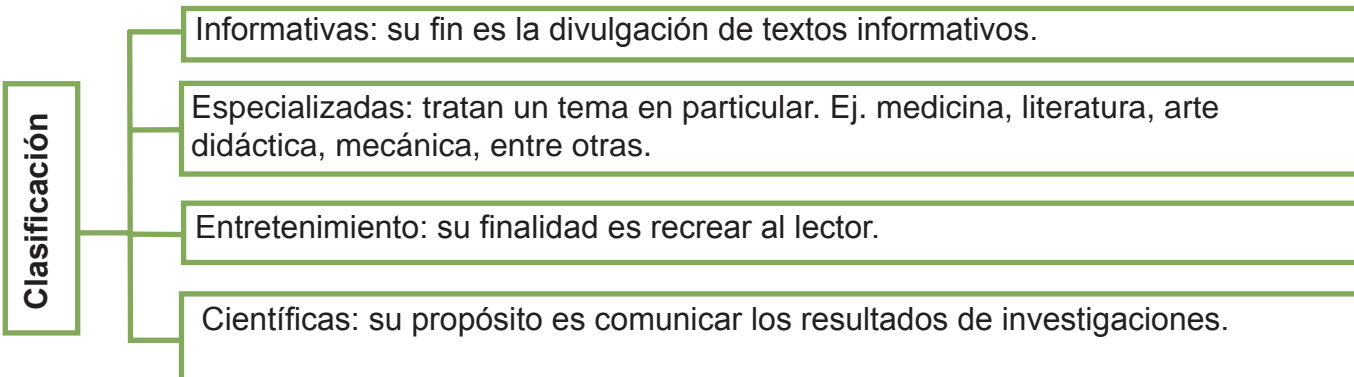 Clasificación
Informativas: su fin es la divulgación de textos informativos.
Especializadas: tratan un tema en particular. Ej. medicina, literatura, arte
didáctica, mecánica, entre otras.
Entretenimiento: su finalidad es recrear al lector.
Científicas: su propósito es comunicar los resultados de investigaciones.